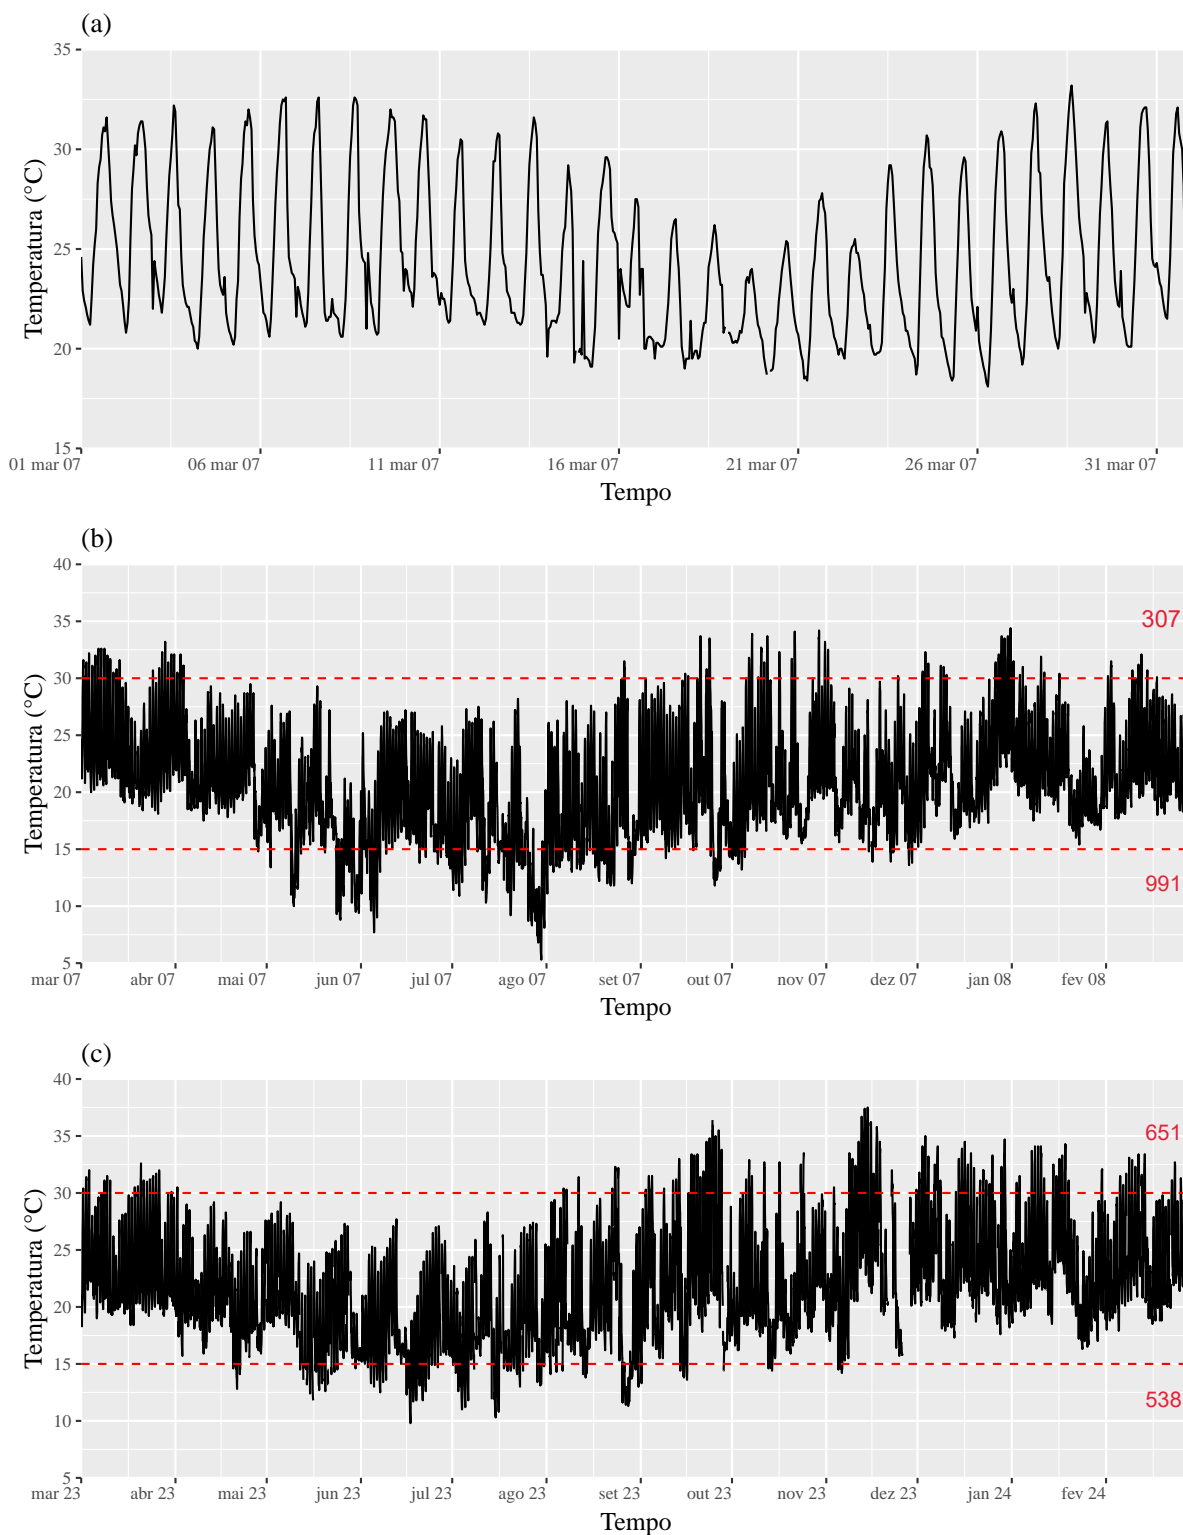 (a)
Temperatura (°C)
35
30
25
20
15
01 mar 07 06 mar 07 11 mar 07 16 mar 07 21 mar 07 26 mar 07 31 mar 07
Tempo
(b)
Temperatura (°C)
40
35
30
25
20
15
10
5
307
991
mar 07 abr 07 mai 07 jun 07 jul 07 ago 07 set 07 out 07 nov 07 dez 07 jan 08 fev 08
Tempo
(c)
Temperatura (°C)
40
35
30
25
20
15
10
5
651
538
mar 23 abr 23 mai 23 jun 23 jul 23 ago 23 set 23 out 23 nov 23 dez 23 jan 24 fev 24
Tempo